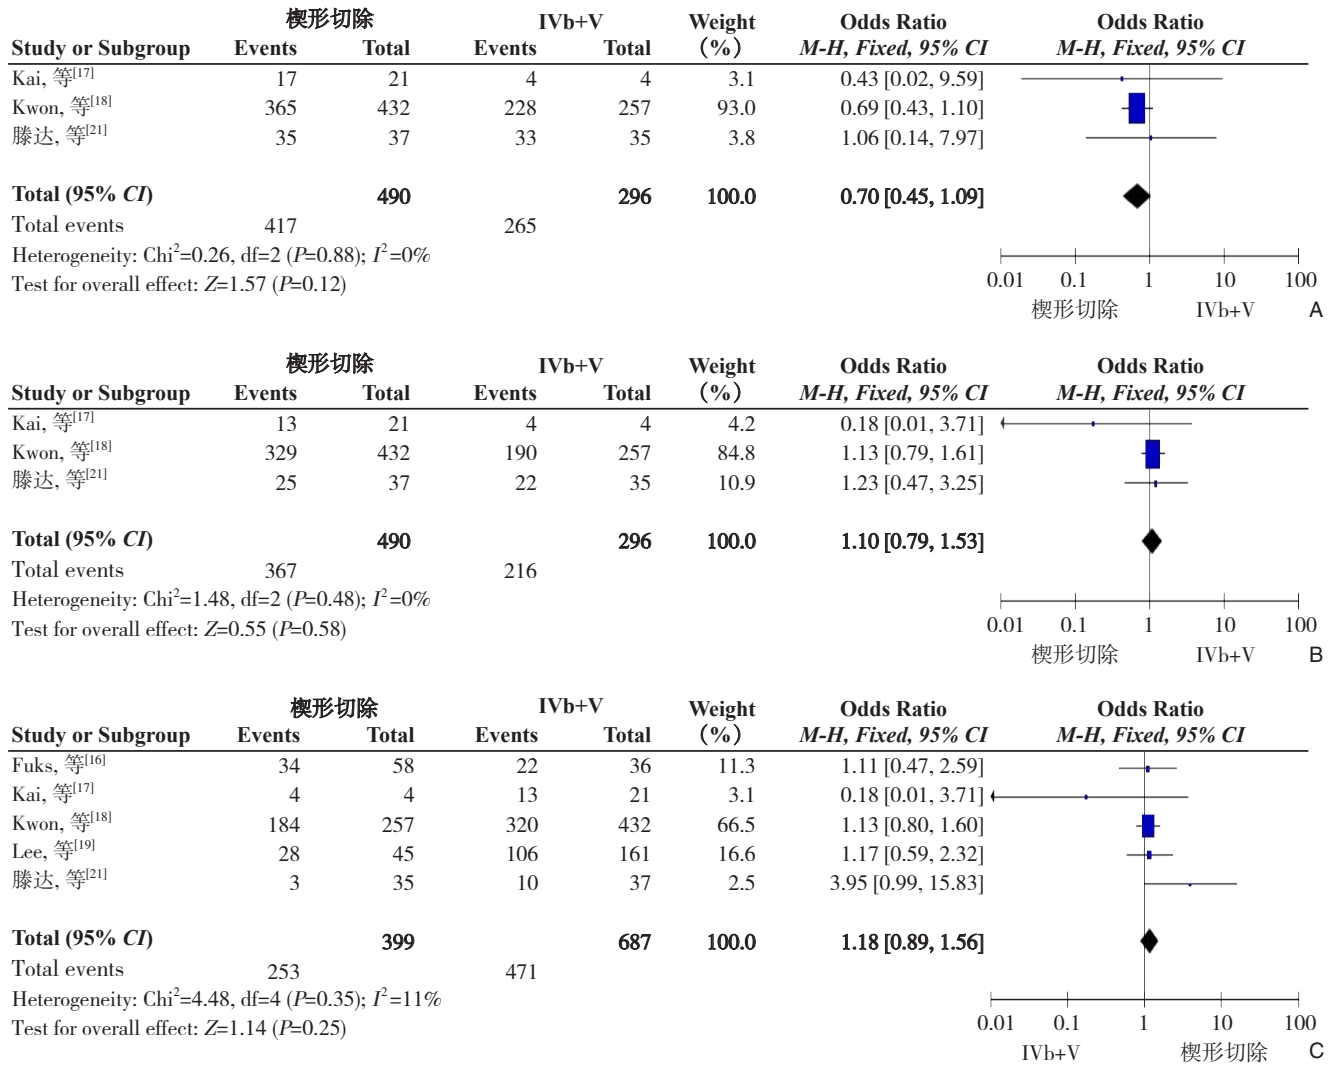 楔形切除 IVb+V Weight Odds Ratio Odds Ratio
Study or Subgroup Events Total Events Total (%) M-H, Fixed, 95% CI M-H, Fixed, 95% CI
Kai, 等[17] 17 21 4 4 3.1 0.43 [0.02, 9.59]
Kwon, 等[18] 365 432 228 257 93.0 0.69 [0.43, 1.10]
滕达, 等[21] 35 37 33 35 3.8 1.06 [0.14, 7.97]
Total (95% CI) 490 296 100.0 0.70 [0.45, 1.09]
Total events 417 265
Heterogeneity: Chi²=0.26, df=2 (P=0.88); I²=0%
Test for overall effect: Z=1.57 (P=0.12)
0.01 0.1 1 10 100
楔形切除 IVb+V A
楔形切除 IVb+V Weight Odds Ratio Odds Ratio
Study or Subgroup Events Total Events Total (%) M-H, Fixed, 95% CI M-H, Fixed, 95% CI
Kai, 等[17] 13 21 4 4 4.2 0.18 [0.01, 3.71]
Kwon, 等[18] 329 432 190 257 84.8 1.13 [0.79, 1.61]
滕达, 等[21] 25 37 22 35 10.9 1.23 [0.47, 3.25]
Total (95% CI) 490 296 100.0 1.10 [0.79, 1.53]
Total events 367 216
Heterogeneity: Chi²=1.48, df=2 (P=0.48); I²=0%
Test for overall effect: Z=0.55 (P=0.58)
0.01 0.1 1 10 100
楔形切除 IVb+V B
楔形切除 IVb+V Weight Odds Ratio Odds Ratio
Study or Subgroup Events Total Events Total (%) M-H, Fixed, 95% CI M-H, Fixed, 95% CI
Fuks, 等[16] 34 58 22 36 11.3 1.11 [0.47, 2.59]
Kai, 等[17] 4 4 13 21 3.1 0.18 [0.01, 3.71]
Kwon, 等[18] 184 257 320 432 66.5 1.13 [0.80, 1.60]
Lee, 等[19] 28 45 106 161 16.6 1.17 [0.59, 2.32]
滕达, 等[21] 3 35 10 37 2.5 3.95 [0.99, 15.83]
Total (95% CI) 399 687 100.0 1.18 [0.89, 1.56]
Total events 253 471
Heterogeneity: Chi²=4.48, df=4 (P=0.35); I²=11%
Test for overall effect: Z=1.14 (P=0.25)
0.01 0.1 1 10 100
IVb+V 楔形切除 C